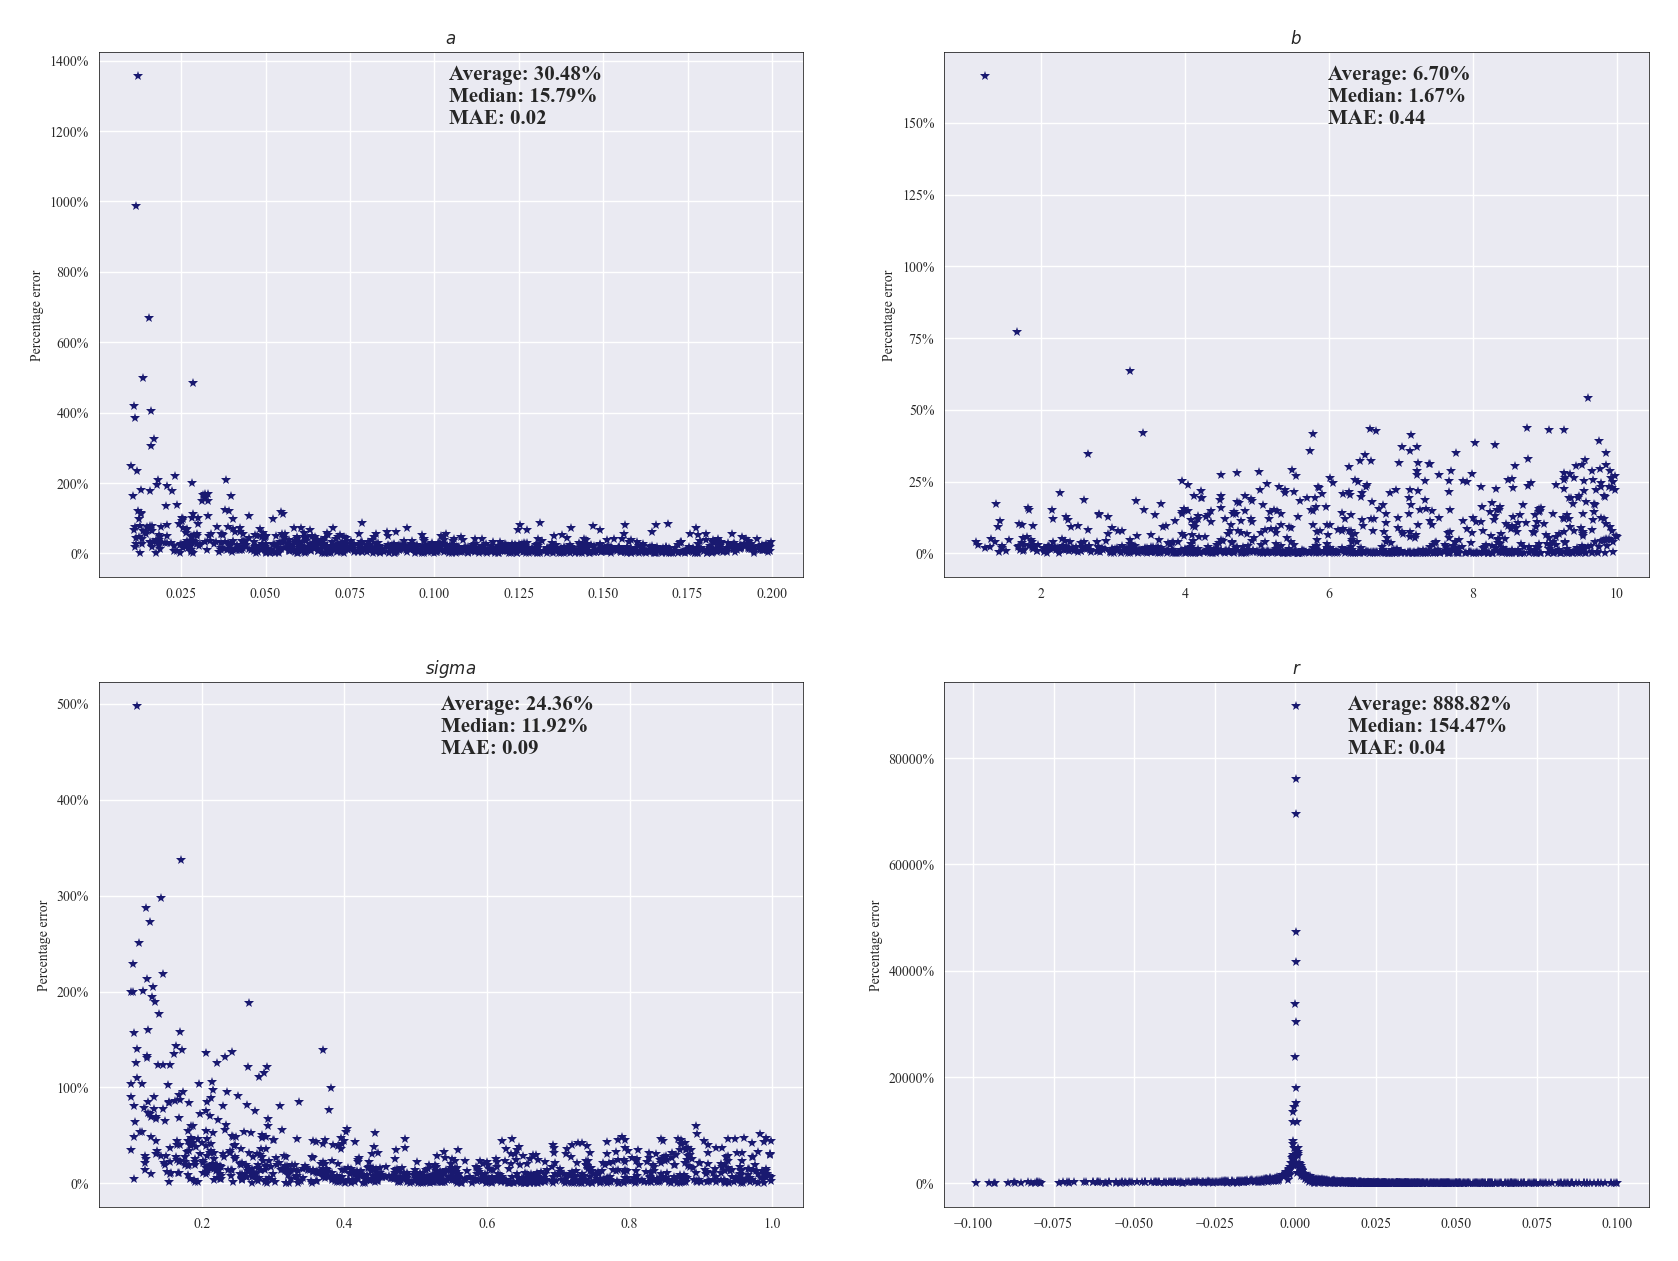 a
1400%
1200%
1000%
800%
600%
400%
200%
0%
Percentage error
Average: 30.48%
Median: 15.79%
MAE: 0.02
0.025 0.050 0.075 0.100 0.125 0.150 0.175 0.200
b
150%
125%
100%
75%
50%
25%
0%
Percentage error
Average: 6.70%
Median: 1.67%
MAE: 0.44
2 4 6 8 10
sigma
500%
400%
300%
200%
100%
0%
Percentage error
Average: 24.36%
Median: 11.92%
MAE: 0.09
0.2 0.4 0.6 0.8 1.0
r
80000%
60000%
40000%
20000%
0%
Percentage error
Average: 888.82%
Median: 154.47%
MAE: 0.04
−0.100 −0.075 −0.050 −0.025 0.000 0.025 0.050 0.075 0.100